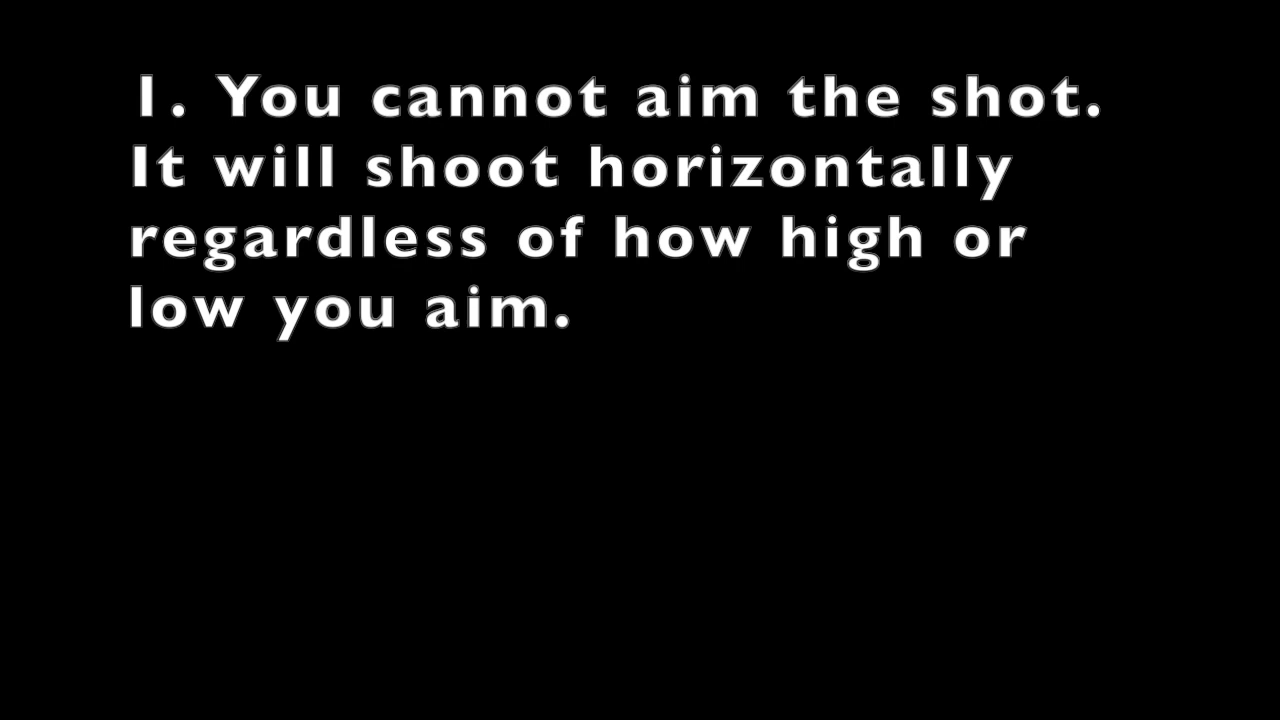 1. You cannot aim the shot.
It will shoot horizontally
regardless of how high or
low you aim.